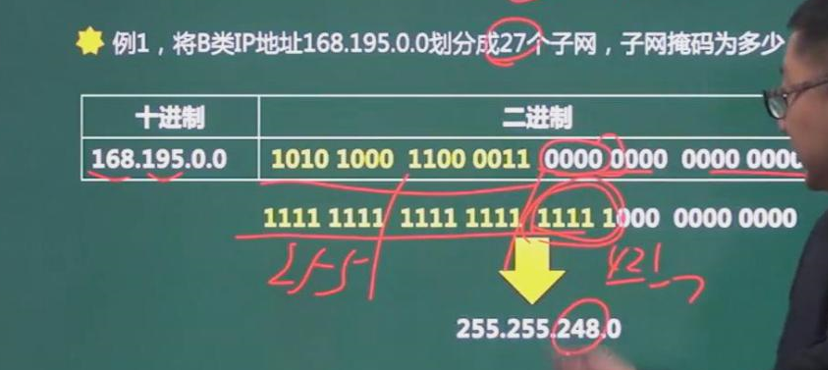 例1，将B类IP地址168.195.0.0划分成27个子网，子网掩码为多少
十进制 二进制
168.195.0.0 1010 1000 1100 0011 0000 0000 0000 0000
1111 1111 1111 1111 1111 1000 0000 0000
255 421
255.255.248.0